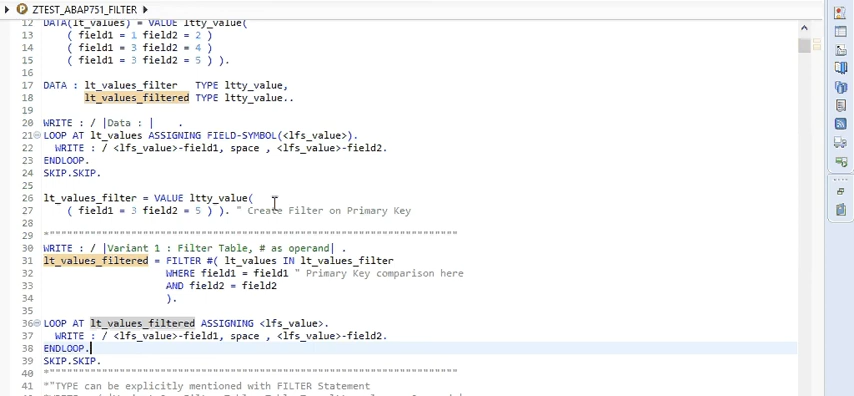 ZTEST_ABAP751_FILTER
12 DATA(lt_values) = VALUE ltty_value(
13 ( field1 = 1 field2 = 2 )
14 ( field1 = 3 field2 = 4 )
15 ( field1 = 3 field2 = 5 ) ).
16
17 DATA : lt_values_filter TYPE ltty_value,
18 lt_values_filtered TYPE ltty_value..
19
20 WRITE : / |Data : | .
21 LOOP AT lt_values ASSIGNING FIELD-SYMBOL(<lfs_value>).
22 WRITE : / <lfs_value>-field1, space , <lfs_value>-field2.
23 ENDLOOP.
24 SKIP.SKIP.
25
26 lt_values_filter = VALUE ltty_value(
27 ( field1 = 3 field2 = 5 ) ). " Create Filter on Primary Key
28
29 *"""""""""""""""""""""""""""""""""""""""""""""""""""""""""""""""""
30 WRITE : / |Variant 1 : Filter Table, # as operand| .
31 lt_values_filtered = FILTER #( lt_values IN lt_values_filter
32 WHERE field1 = field1 " Primary Key comparison here
33 AND field2 = field2
34 ).
35
36 LOOP AT lt_values_filtered ASSIGNING <lfs_value>.
37 WRITE : / <lfs_value>-field1, space , <lfs_value>-field2.
38 ENDLOOP.
39 SKIP.SKIP.
40 *"""""""""""""""""""""""""""""""""""""""""""""""""""""""""""""""""
41 *"TYPE can be explicitly mentioned with FILTER Statement